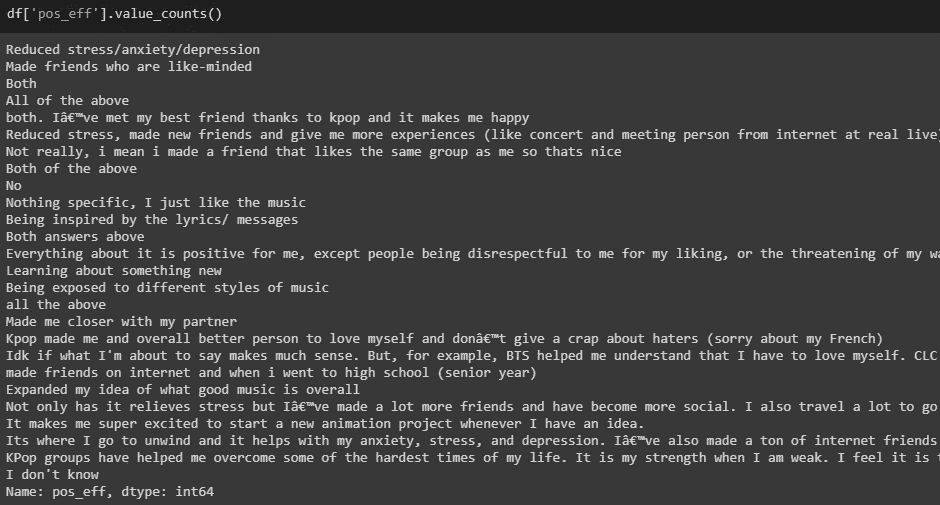 df['pos_eff'].value_counts()
Reduced stress/anxiety/depression
Made friends who are like-minded
Both
All of the above
both. Iâ€™ve met my best friend thanks to kpop and it makes me happy
Reduced stress, made new friends and give me more experiences (like concert and meeting person from internet at real live)
Not really, i mean i made a friend that likes the same group as me so thats nice
Both of the above
No
Nothing specific, I just like the music
Being inspired by the lyrics/ messages
Both answers above
Everything about it is positive for me, except people being disrespectful to me for my liking, or the threatening of my
Learning about something new
Being exposed to different styles of music
all the above
Made me closer with my partner
Kpop made me and overall better person to love myself and donâ€™t give a crap about haters (sorry about my French)
Idk if what I'm about to say makes much sense. But, for example, BTS helped me understand that I have to love myself. CLC
made friends on internet and when i went to high school (senior year)
Expanded my idea of what good music is overall
Not only has it relieves stress but Iâ€™ve made a lot more friends and have become more social. I also travel a lot to go
It makes me super excited to start a new animation project whenever I have an idea.
Its where I go to unwind and it helps with my anxiety, stress, and depression. Iâ€™ve also made a ton of internet friends
KPop groups have helped me overcome some of the hardest times of my life. It is my strength when I am weak. I feel it is
I don't know
Name: pos_eff, dtype: int64